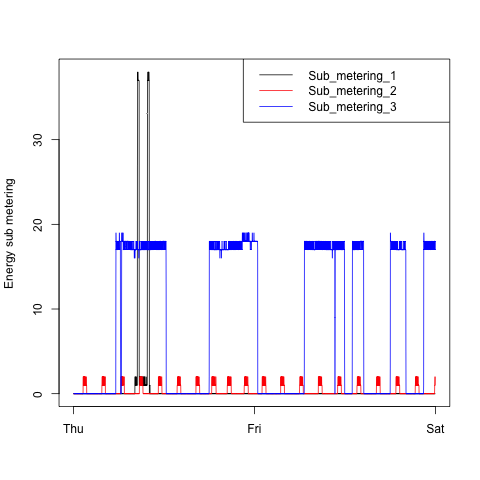 Sub_metering_1
Sub_metering_2
Sub_metering_3
Energy sub metering
30
20
10
0
Thu Fri Sat